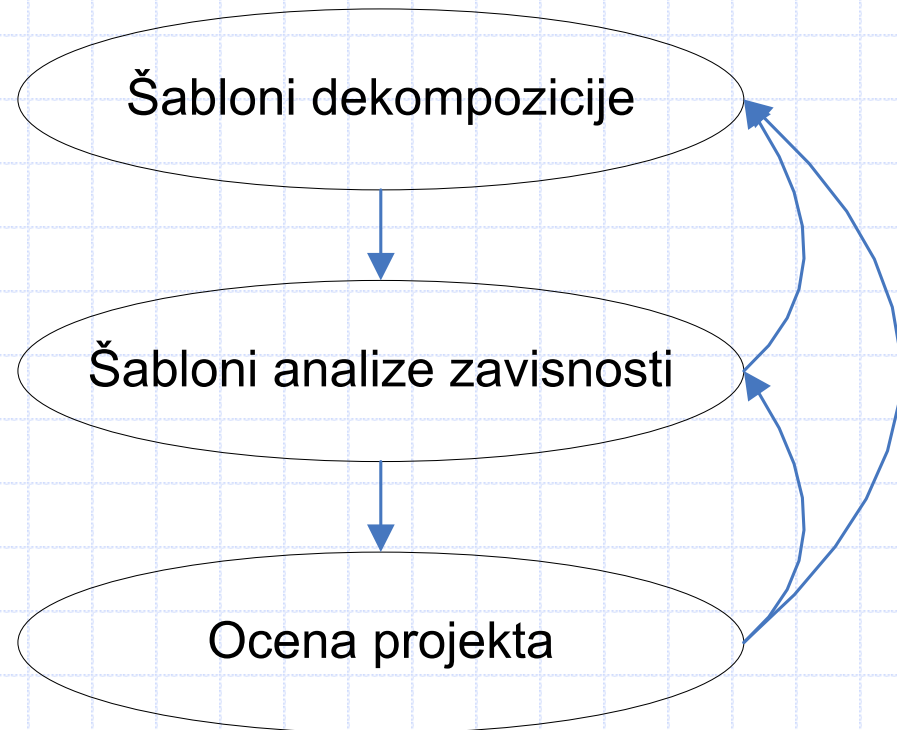 Šabloni dekompozicije
Šabloni analize zavisnosti
Ocena projekta